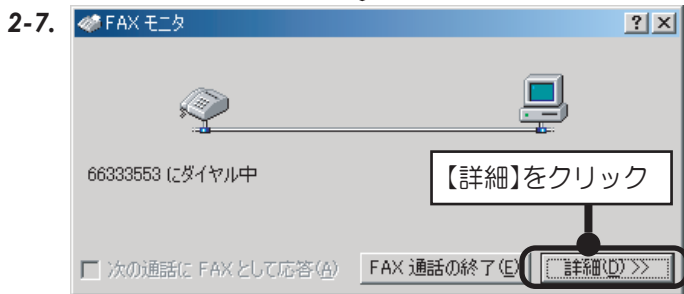 2-7.
FAX モニタ
66333553 にダイヤル中
【詳細】をクリック
次の通話に FAX として応答(A)
FAX 通話の終了(E)
詳細(D) >>